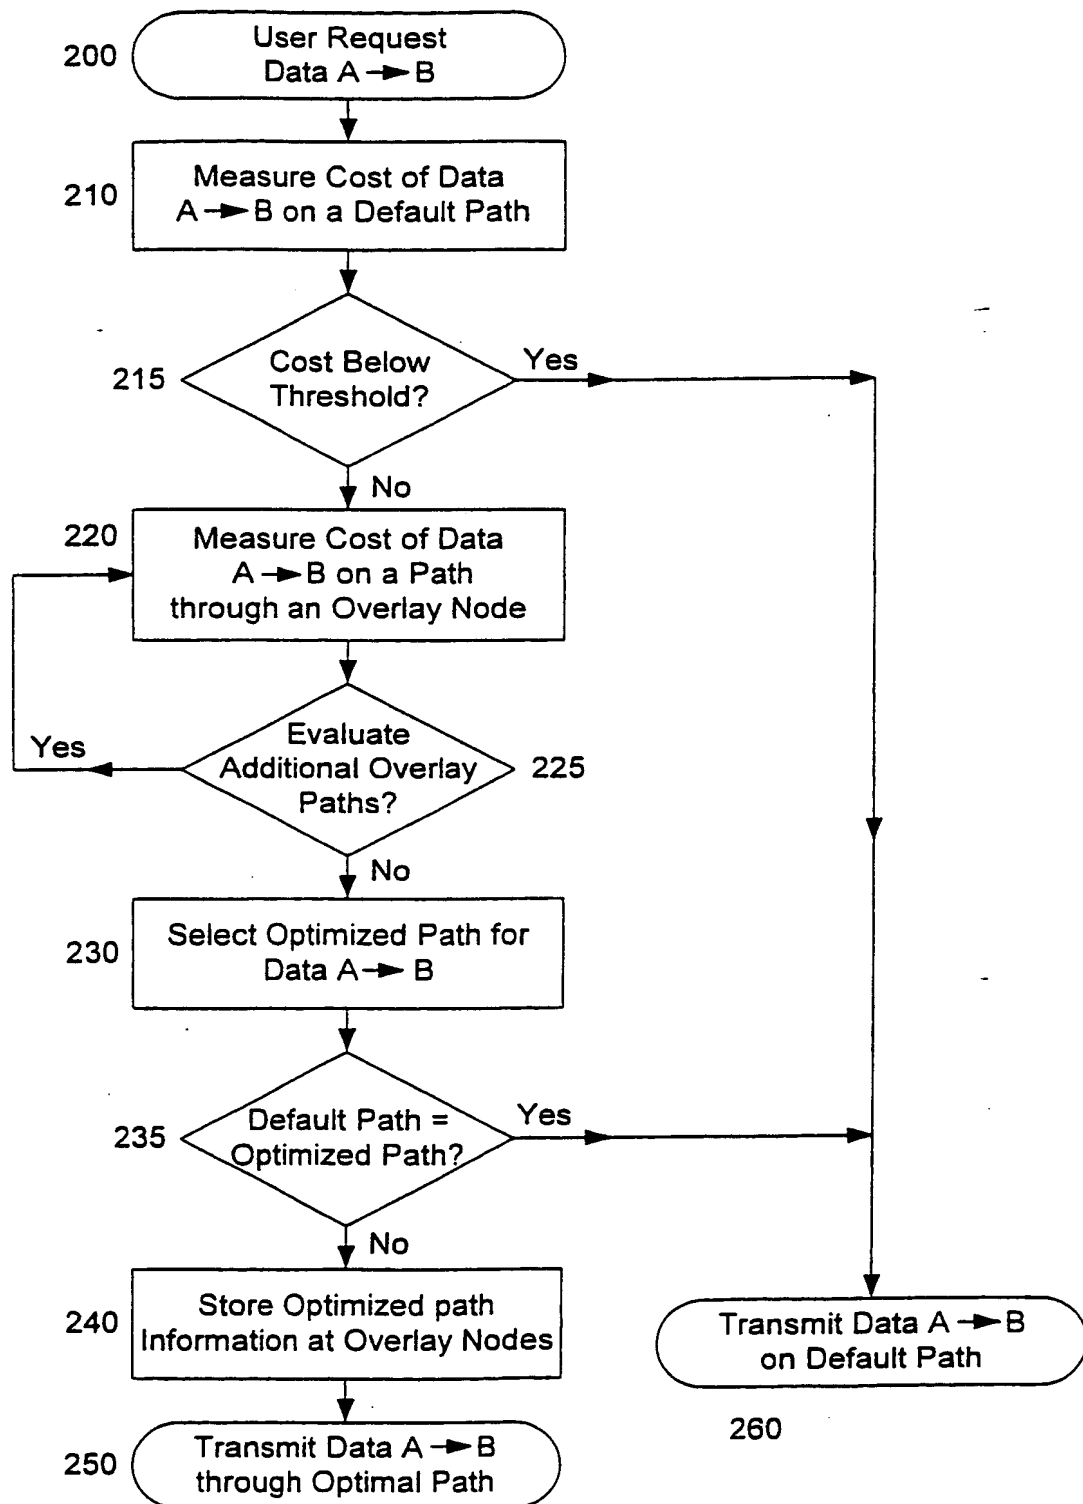 200
User Request
Data A → B
210
Measure Cost of Data
A → B on a Default Path
215
Cost Below
Threshold?
Yes
No
220
Measure Cost of Data
A → B on a Path
through an Overlay Node
Yes
Evaluate
Additional Overlay
Paths?
225
No
230
Select Optimized Path for
Data A → B
235
Default Path =
Optimized Path?
Yes
No
240
Store Optimized path
Information at Overlay Nodes
Transmit Data A → B
on Default Path
260
250
Transmit Data A → B
through Optimal Path